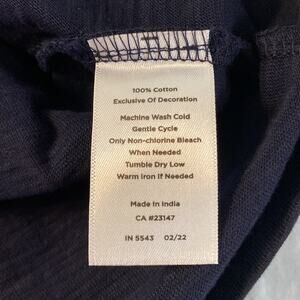 100% Cotton
Exclusive Of Decoration
Machine Wash Cold
Gentle Cycle
Only Non-chlorine Bleach
When Needed
Tumble Dry Low
Warm Iron If Needed
Made In India
CA #23147
IN 5543 02/22